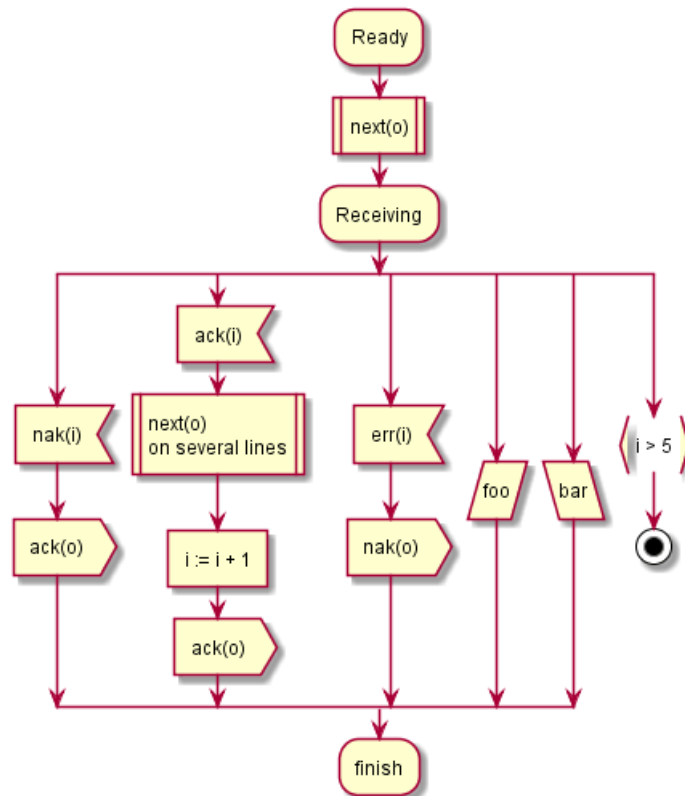 Ready
next(o)
Receiving
nak(i)
ack(o)
ack(i)
next(o)
on several lines
i := i + 1
ack(o)
err(i)
nak(o)
foo
bar
i > 5
finish